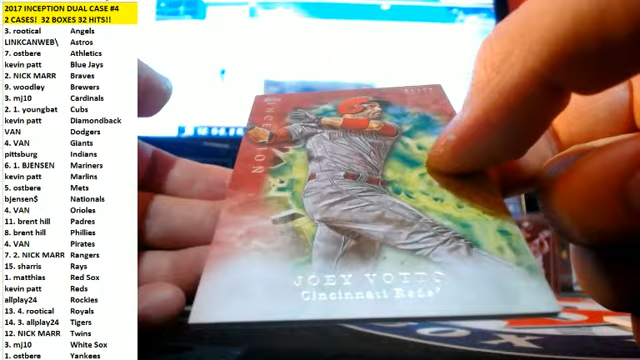 2017 INCEPTION DUAL CASE #4
2 CASES! 32 BOXES 32 HITS!!
3. rootical Angels
LINKCANWEB\ Astros
7. ostbere Athletics
kevin patt Blue Jays
2. NICK MARR Braves
9. woodley Brewers
3. mj10 Cardinals
2. 1. youngbat Cubs
kevin patt Diamondback
VAN Dodgers
4. VAN Giants
pittsburg Indians
6. 1. BJENSEN Mariners
kevin patt Marlins
5. ostbere Mets
bjensen$ Nationals
4. VAN Orioles
11. brent hill Padres
8. brent hill Phillies
4. VAN Pirates
7. 2. NICK MARR Rangers
15. sharris Rays
1. matthias Red Sox
kevin patt Reds
allplay24 Rockies
13. 4. rootical Royals
14. 3. allplay24 Tigers
12. NICK MARR Twins
3. mj10 White Sox
1. ostbere Yankees
INCEPTION
JOEY VOTTO
Cincinnati Reds